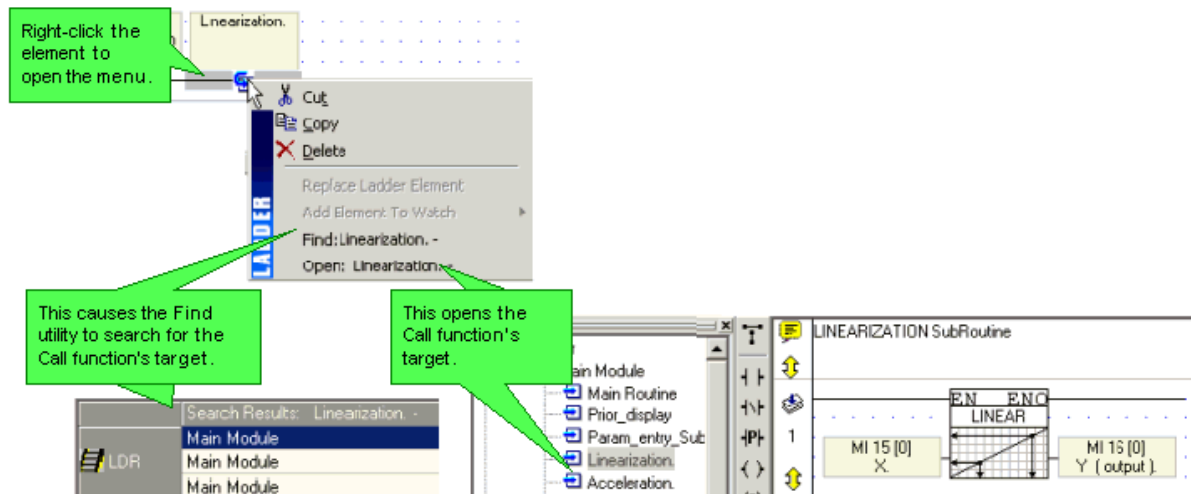 Right-click the
element to
open the menu.
Linearization.
Cut
Copy
Delete
Replace Ladder Element
Add Element To Watch
Find:Linearization. -
Open: Linearization. -
LADDER
This causes the Find
utility to search for the
Call function's target.
This opens the
Call function's
target.
Search Results: Linearization. -
LDR
Main Module
Main Module
Main Module
Main Module
Main Routine
Prior_display
Param_entry_Sub
Linearization.
Acceleration.
P
1
LINEARIZATION SubRoutine
EN ENO
LINEAR
MI 15 [0]
X.
MI 16 [0]
Y ( output ).